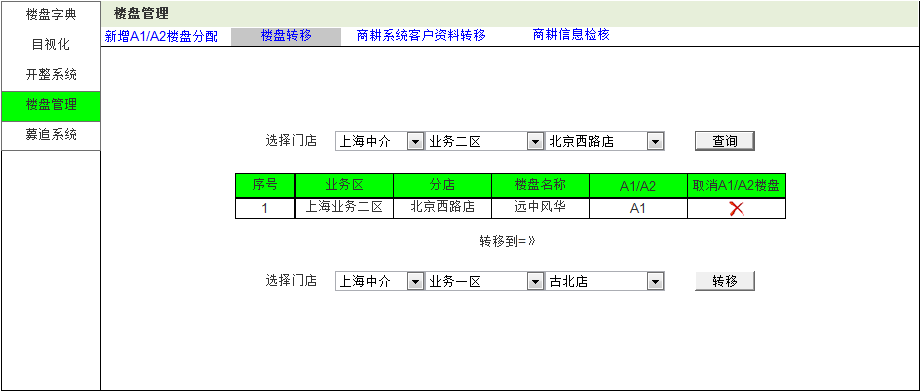 楼盘字典
目视化
开整系统
楼盘管理
募追系统
楼盘管理
新增A1/A2楼盘分配 楼盘转移 商耕系统客户资料转移 商耕信息检核
选择门店 上海中介 业务二区 北京西路店 查询
序号 业务区 分店 楼盘名称 A1/A2 取消A1/A2楼盘
1 上海业务二区 北京西路店 远中风华 A1
转移到=》
选择门店 上海中介 业务一区 古北店 转移